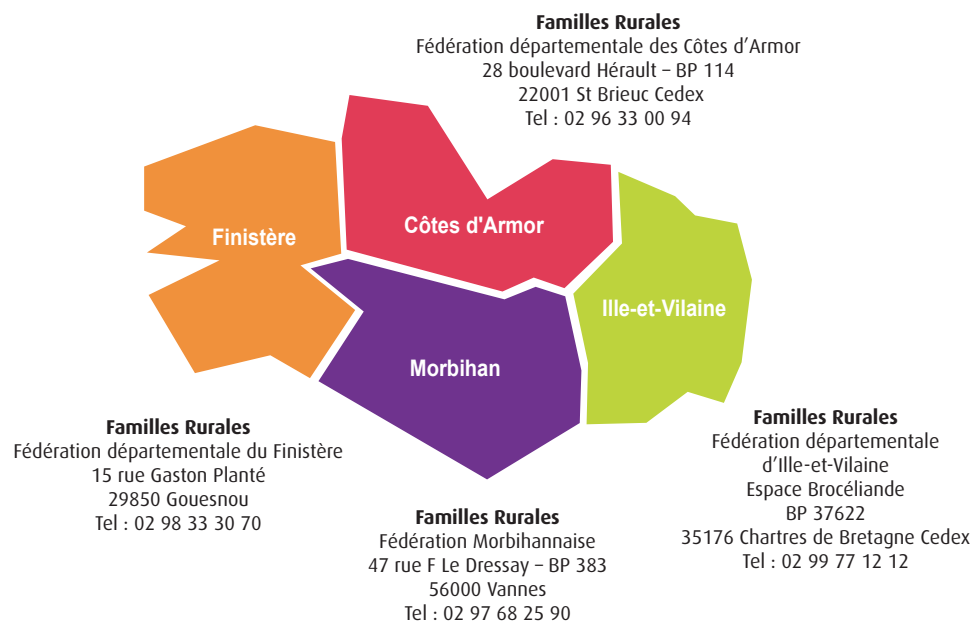 Familles Rurales
Fédération départementale des Côtes d’Armor
28 boulevard Hérault – BP 114
22001 St Brieuc Cedex
Tel : 02 96 33 00 94
Finistère
Côtes d'Armor
Ille-et-Vilaine
Morbihan
Familles Rurales
Fédération départementale du Finistère
15 rue Gaston Planté
29850 Gouesnou
Tel : 02 98 33 30 70
Familles Rurales
Fédération Morbihannaise
47 rue F Le Dressay – BP 383
56000 Vannes
Tel : 02 97 68 25 90
Familles Rurales
Fédération départementale
d’Ille-et-Vilaine
Espace Brocéliande
BP 37622
35176 Chartres de Bretagne Cedex
Tel : 02 99 77 12 12